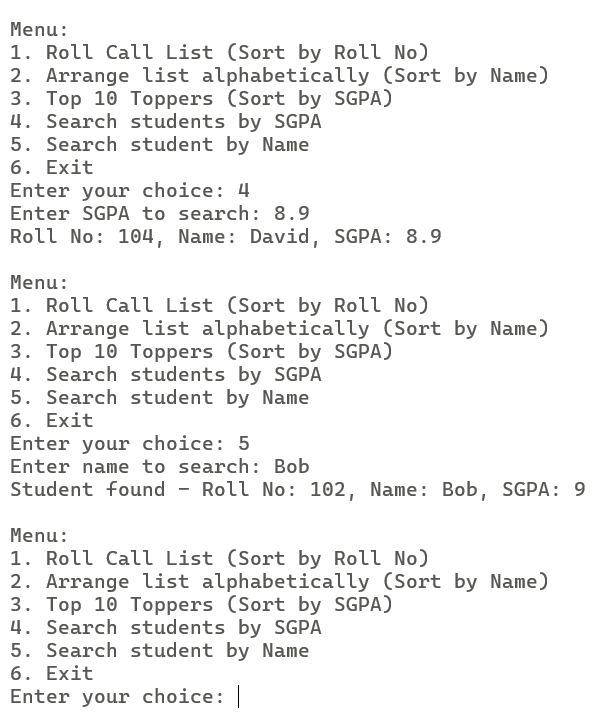 Menu:
1. Roll Call List (Sort by Roll No)
2. Arrange list alphabetically (Sort by Name)
3. Top 10 Toppers (Sort by SGPA)
4. Search students by SGPA
5. Search student by Name
6. Exit
Enter your choice: 4
Enter SGPA to search: 8.9
Roll No: 104, Name: David, SGPA: 8.9

Menu:
1. Roll Call List (Sort by Roll No)
2. Arrange list alphabetically (Sort by Name)
3. Top 10 Toppers (Sort by SGPA)
4. Search students by SGPA
5. Search student by Name
6. Exit
Enter your choice: 5
Enter name to search: Bob
Student found - Roll No: 102, Name: Bob, SGPA: 9

Menu:
1. Roll Call List (Sort by Roll No)
2. Arrange list alphabetically (Sort by Name)
3. Top 10 Toppers (Sort by SGPA)
4. Search students by SGPA
5. Search student by Name
6. Exit
Enter your choice: